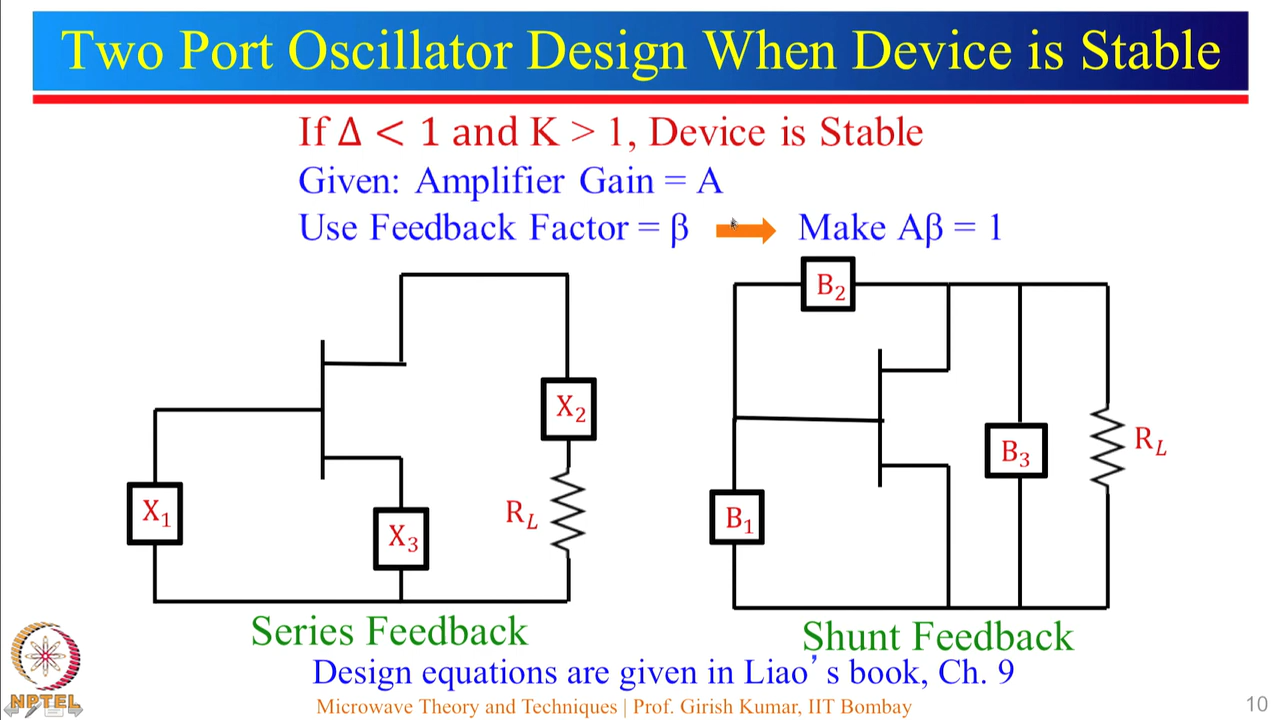 Two Port Oscillator Design When Device is Stable
If Δ < 1 and K > 1, Device is Stable
Given: Amplifier Gain = A
Use Feedback Factor = β Make Aβ = 1
B₂
X₂
X₁
X₃
R_L
B₁
B₃
R_L
Series Feedback
Shunt Feedback
Design equations are given in Liao's book, Ch. 9
NPTEL
Microwave Theory and Techniques | Prof. Girish Kumar, IIT Bombay
10